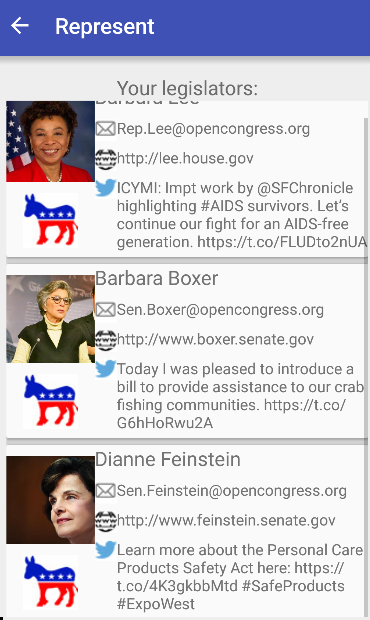 Represent
Your legislators:
Barbara Lee
Rep.Lee@opencongress.org
http://lee.house.gov
ICYMI: Impt work by @SFChronicle
highlighting #AIDS survivors. Let's
continue our fight for an AIDS-free
generation. https://t.co/FLUDto2nUA
Barbara Boxer
Sen.Boxer@opencongress.org
http://www.boxer.senate.gov
Today I was pleased to introduce a
bill to provide assistance to our crab
fishing communities. https://t.co/
G6hHoRwu2A
Dianne Feinstein
Sen.Feinstein@opencongress.org
http://www.feinstein.senate.gov
Learn more about the Personal Care
Products Safety Act here: https://
t.co/4K3gkbbMtd #SafeProducts
#ExpoWest